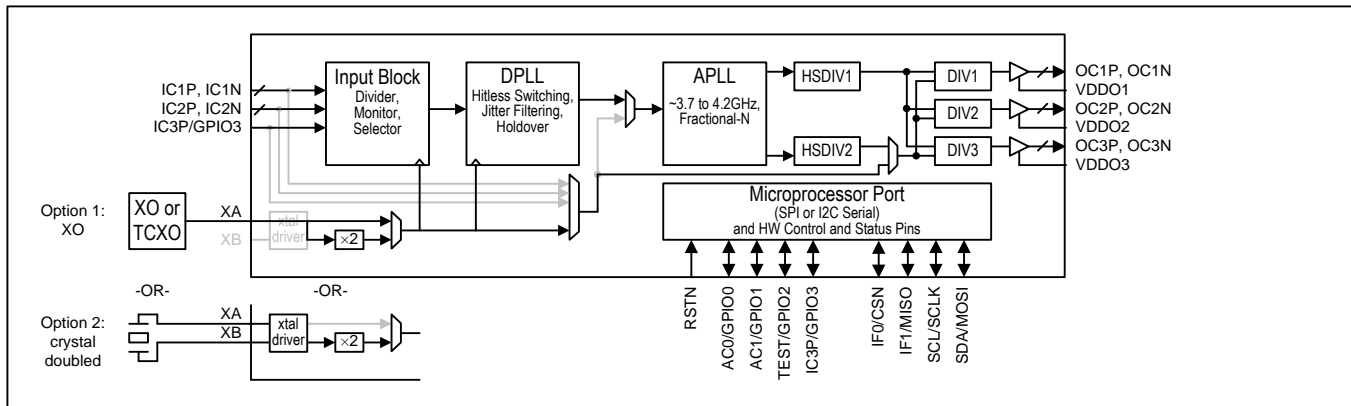 IC1P, IC1N
IC2P, IC2N
IC3P/GPIO3
Input Block
Divider,
Monitor,
Selector
DPLL
Hitless Switching,
Jitter Filtering,
Holdover
APLL
~3.7 to 4.2GHz,
Fractional-N
HSDIV1
HSDIV2
DIV1
DIV2
DIV3
OC1P, OC1N
VDDO1
OC2P, OC2N
VDDO2
OC3P, OC3N
VDDO3
Option 1:
XO
XO or
TCXO
XA
XB
xtal
driver
×2
Microprocessor Port
(SPI or I2C Serial)
and HW Control and Status Pins
RSTN
AC0/GPIO0
AC1/GPIO1
TEST/GPIO2
IC3P/GPIO3
IF0/CSN
IF1/MISO
SCL/SCLK
SDA/MOSI
-OR-
-OR-
Option 2:
crystal
doubled
XA
XB
xtal
driver
×2